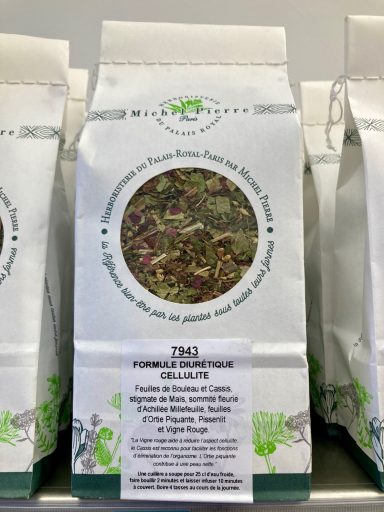 HERBORISTERIE
Michel Pierre
Paris
DU PALAIS ROYAL
HERBORISTERIE DU PALAIS-ROYAL-PARIS PAR MICHEL PIERRE
la référence bien-être par les plantes sous toutes leurs formes
7943
FORMULE DIURÉTIQUE
CELLULITE
Feuilles de Bouleau et Cassis,
stigmate de Maïs, sommité fleurie
d'Achillée Millefeuille, feuilles
d'Ortie Piquante, Pissenlit
et Vigne Rouge.
"La Vigne rouge aide à réduire l'aspect cellulite,
le Cassis est reconnu pour faciliter les fonctions
d'élimination de l'organisme. L'Ortie piquante
contribue à une peau nette."
Une cuillère à soupe pour 25 cl d'eau froide,
faire bouillir 2 minutes et laisser infuser 10 minutes
à couvert. Boire 4 tasses au cours de la journée.
Pierre